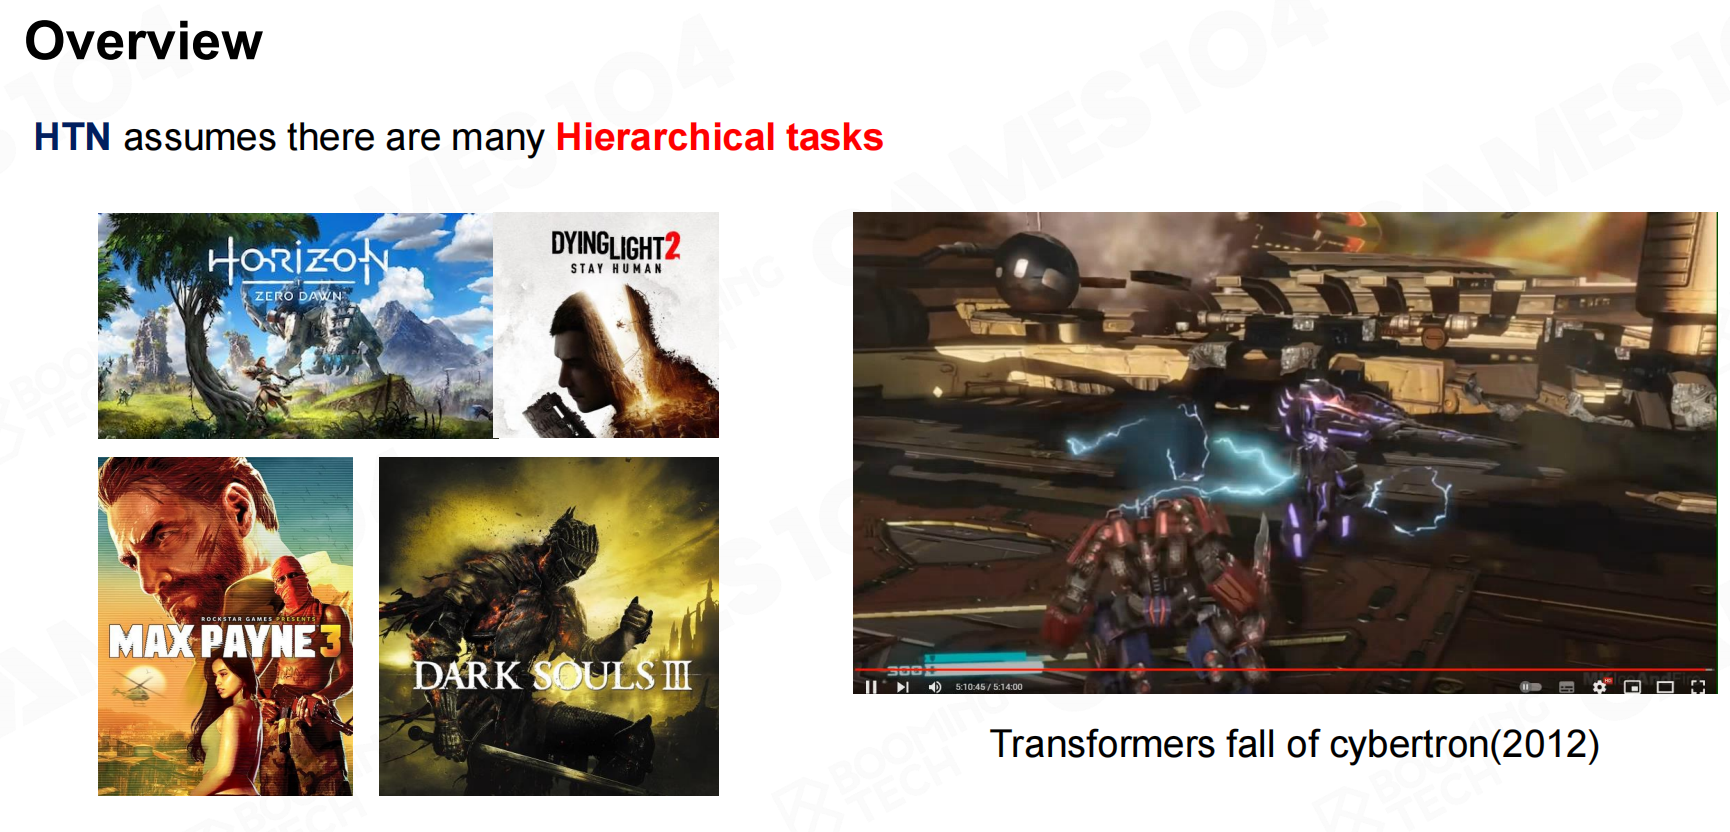 Overview
HTN assumes there are many Hierarchical tasks
HORIZON
ZERO DAWN
DYING LIGHT 2
STAY HUMAN
ROCKSTAR GAMES PRESENTS
MAX PAYNE 3
DARK SOULS III
5:10:45 / 5:14:00
HD
Transformers fall of cybertron(2012)
GAMES104
BOOMING
TECH